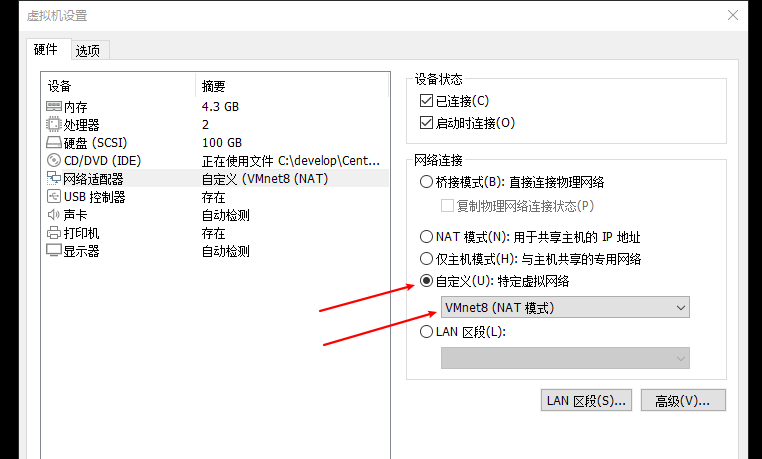 虚拟机设置
硬件 选项
设备 摘要
内存 4.3 GB
处理器 2
硬盘 (SCSI) 100 GB
CD/DVD (IDE) 正在使用文件 C:\develop\Cent...
网络适配器 自定义 (VMnet8 (NAT)
USB 控制器 存在
声卡 自动检测
打印机 存在
显示器 自动检测
设备状态
已连接(C)
启动时连接(O)
网络连接
桥接模式(B): 直接连接物理网络
复制物理网络连接状态(P)
NAT 模式(N): 用于共享主机的 IP 地址
仅主机模式(H): 与主机共享的专用网络
自定义(U): 特定虚拟网络
VMnet8 (NAT 模式)
LAN 区段(L):
LAN 区段(S)... 高级(V)...